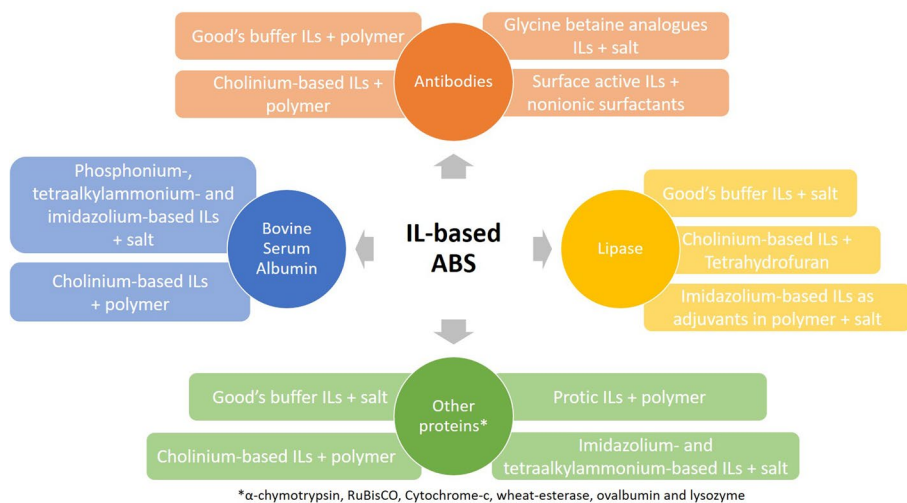 Good's buffer ILs + polymer
Cholinium-based ILs +
polymer
Antibodies
Glycine betaine analogues
ILs + salt
Surface active ILs +
nonionic surfactants
Phosphonium-,
tetraalkylammonium- and
imidazolium-based ILs
+ salt
Cholinium-based ILs
+ polymer
Bovine
Serum
Albumin
IL-based
ABS
Lipase
Good's buffer ILs + salt
Cholinium-based ILs +
Tetrahydrofuran
Imidazolium-based ILs as
adjuvants in polymer + salt
Good's buffer ILs + salt
Cholinium-based ILs + polymer
Other
proteins*
Protic ILs + polymer
Imidazolium- and
tetraalkylammonium-based ILs + salt
*α-chymotrypsin, RuBisCO, Cytochrome-c, wheat-esterase, ovalbumin and lysozyme